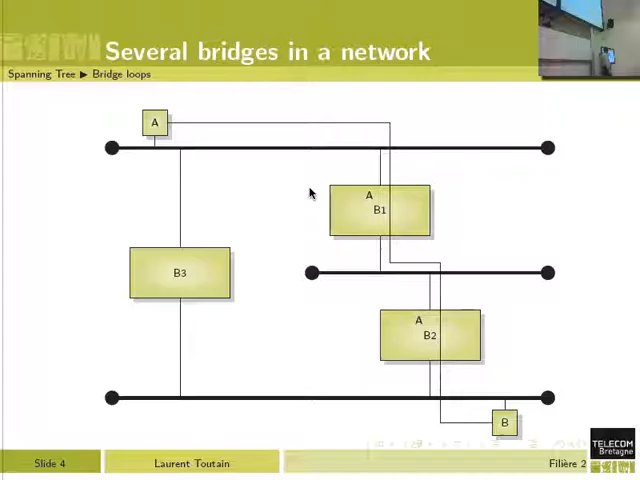 Several bridges in a network
Spanning Tree ▶ Bridge loops
A
A
B1
B3
A
B2
B
TELECOM
Bretagne
Slide 4
Laurent Toutain
Filière 2